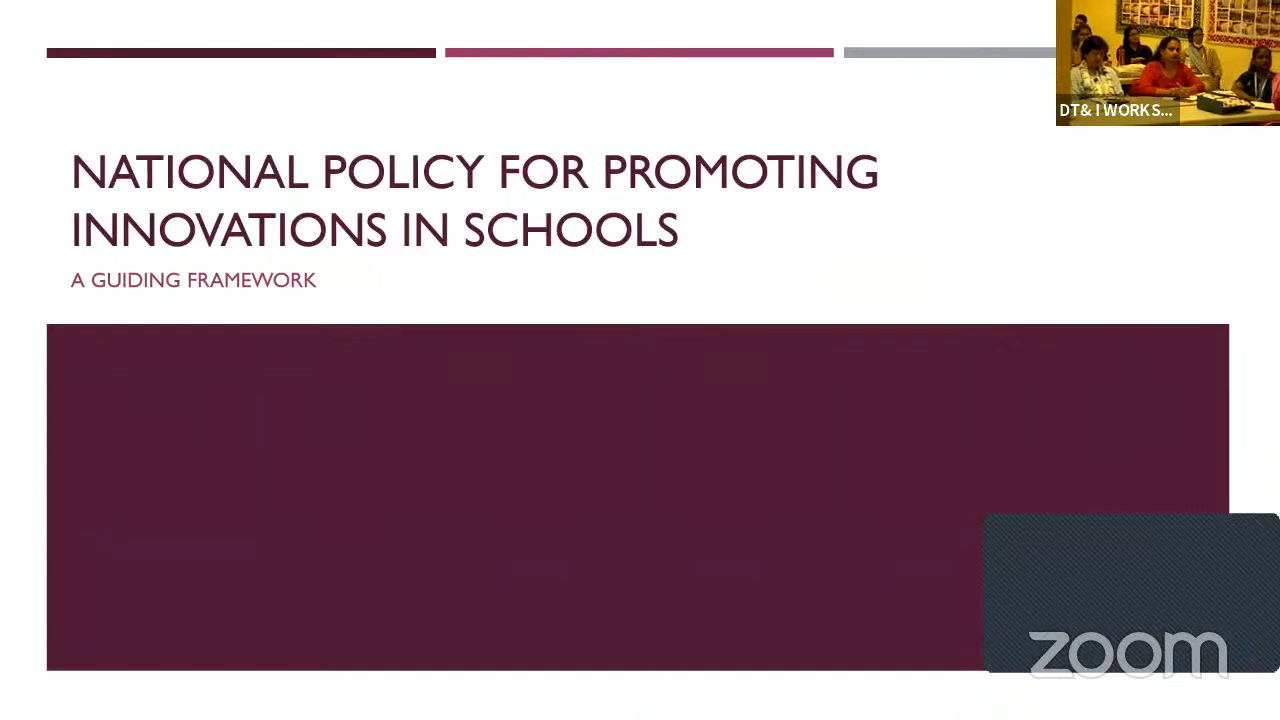 DT& I WORKS...
NATIONAL POLICY FOR PROMOTING
INNOVATIONS IN SCHOOLS
A GUIDING FRAMEWORK
zoom